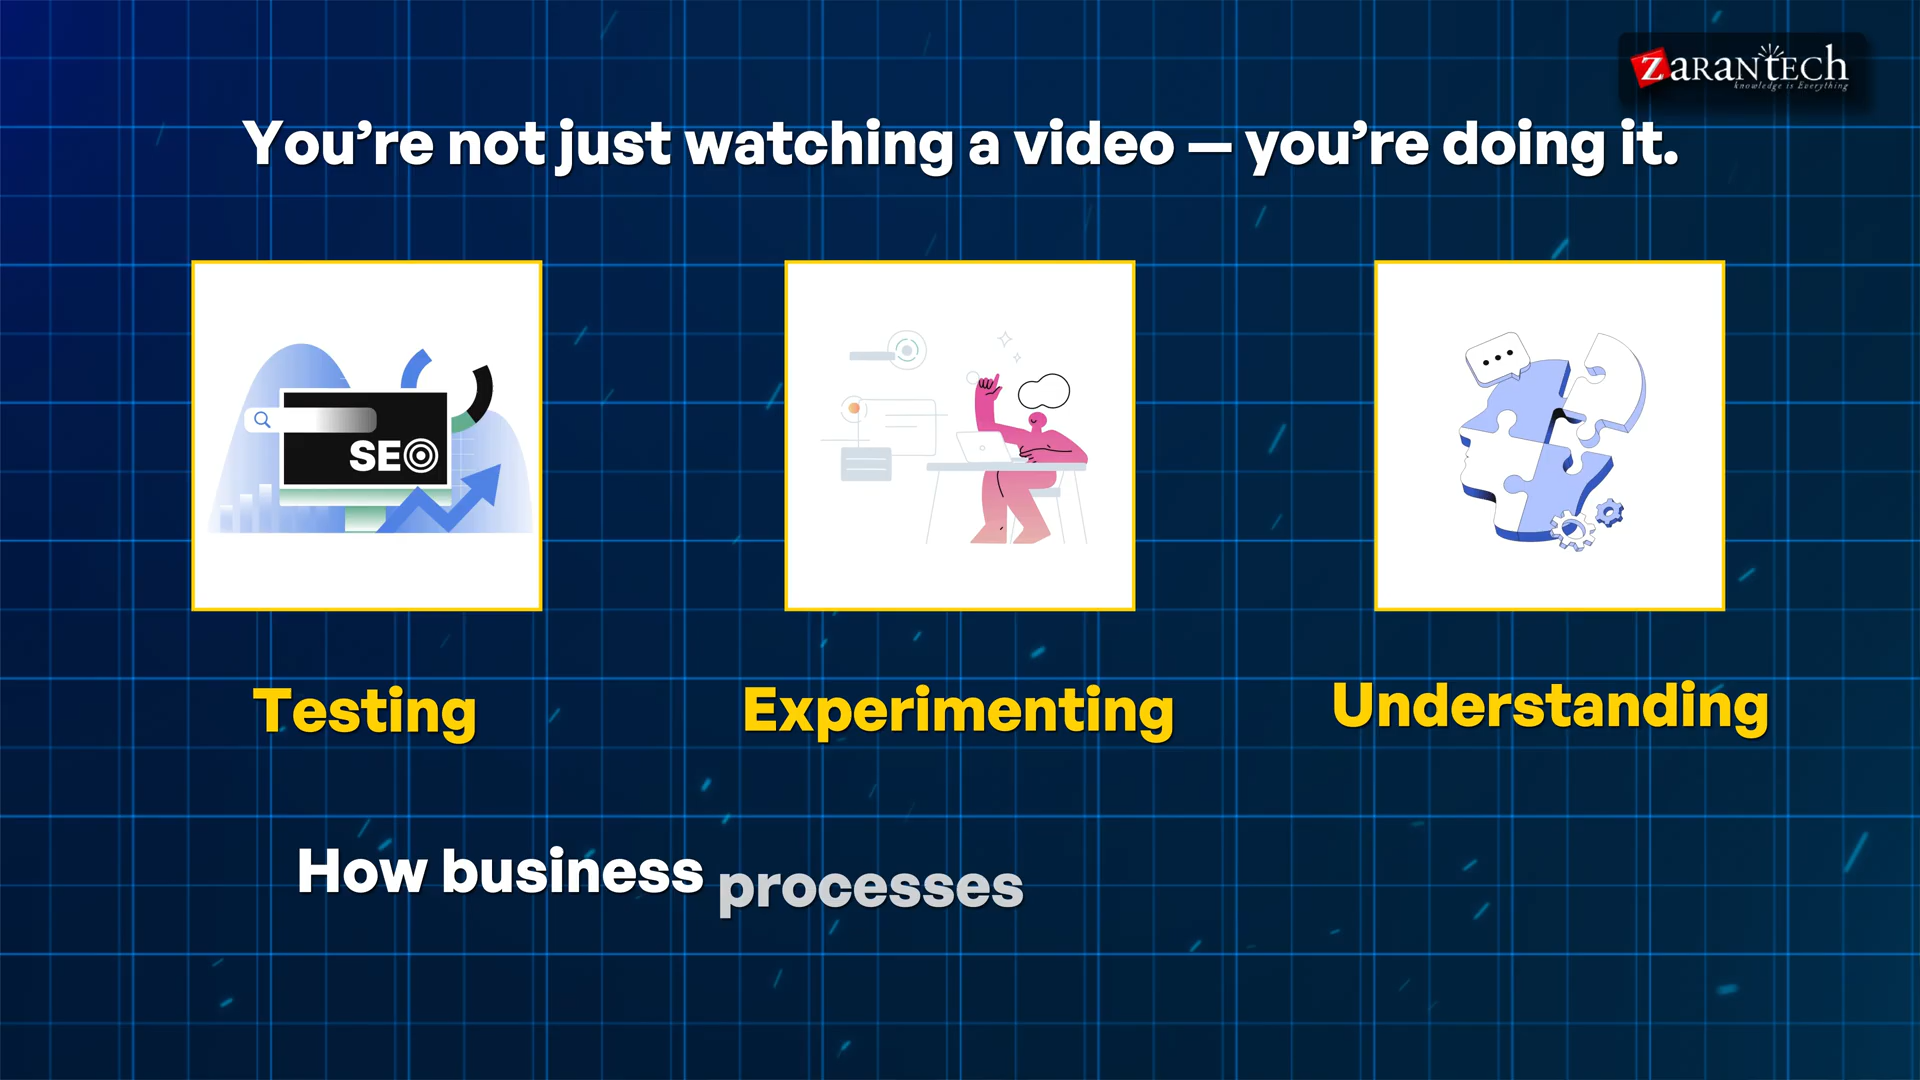 ZARANTECH
knowledge is Everything
You're not just watching a video — you're doing it.
SEO
Testing
Experimenting
Understanding
How business processes